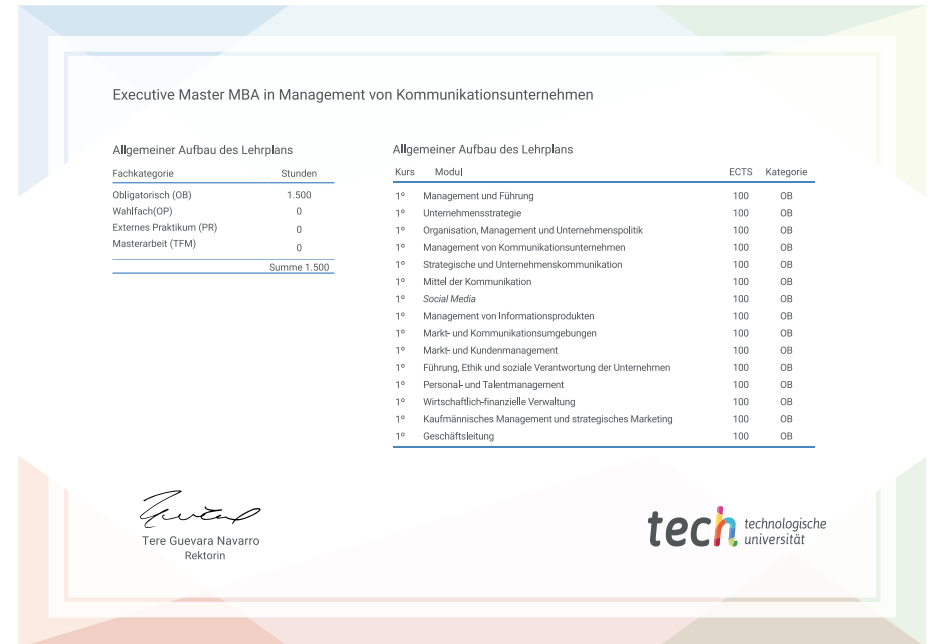 Executive Master MBA in Management von Kommunikationsunternehmen
Allgemeiner Aufbau des Lehrplans
Fachkategorie Stunden
Obligatorisch (OB) 1.500
Wahlfach(OP) 0
Externes Praktikum (PR) 0
Masterarbeit (TFM) 0
Summe 1.500
Allgemeiner Aufbau des Lehrplans
Kurs Modul ECTS Kategorie
1º Management und Führung 100 OB
1º Unternehmensstrategie 100 OB
1º Organisation, Management und Unternehmenspolitik 100 OB
1º Management von Kommunikationsunternehmen 100 OB
1º Strategische und Unternehmenskommunikation 100 OB
1º Mittel der Kommunikation 100 OB
1º Social Media 100 OB
1º Management von Informationsprodukten 100 OB
1º Markt- und Kommunikationsumgebungen 100 OB
1º Markt- und Kundenmanagement 100 OB
1º Führung, Ethik und soziale Verantwortung der Unternehmen 100 OB
1º Personal- und Talentmanagement 100 OB
1º Wirtschaftlich-finanzielle Verwaltung 100 OB
1º Kaufmännisches Management und strategisches Marketing 100 OB
1º Geschäftsleitung 100 OB
Tere Guevara Navarro
Rektorin
tech technologische
universität